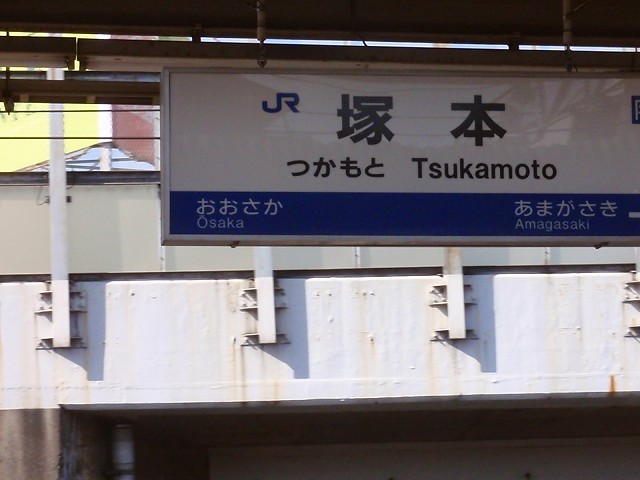 JR 塚本
つかもと Tsukamoto
おおさか あまがさき
Ōsaka Amagasaki